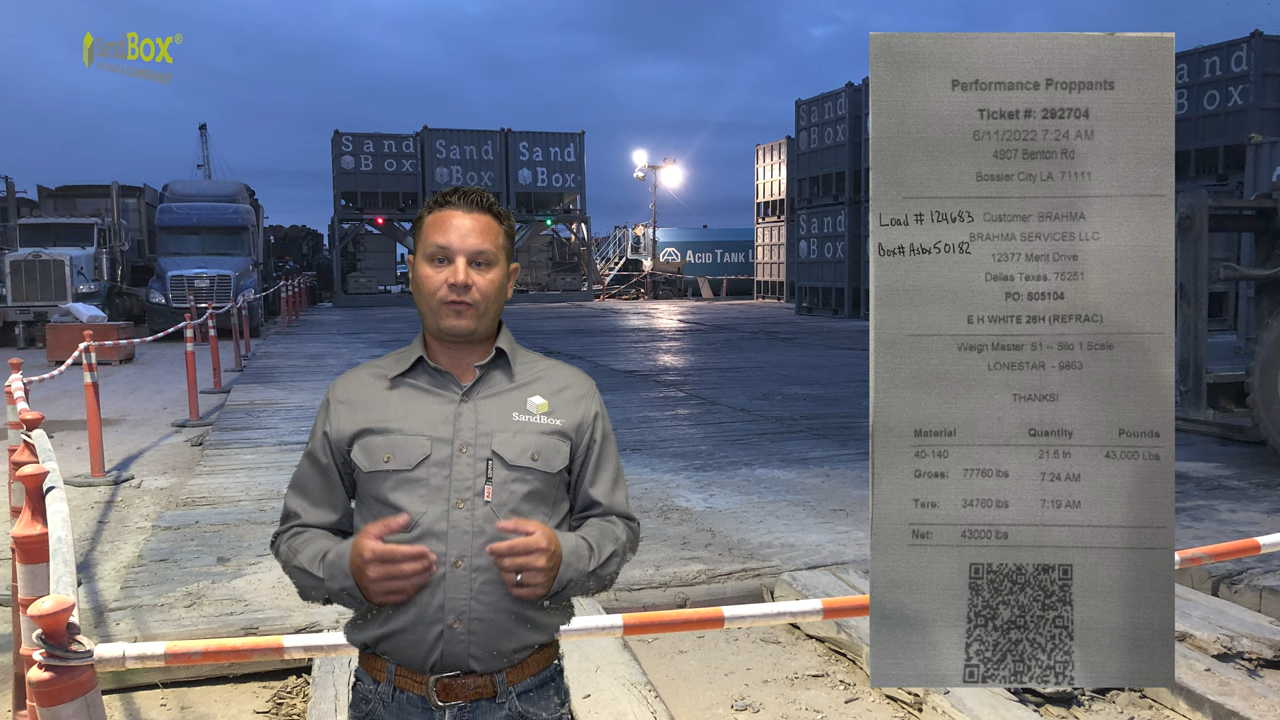 SandBox®
Sand
Box
Sand
Box
Sand
Box
Sand
Box
Sand
Box
Sand
Box
ACID TANK L
SandBox
Performance Proppants
Ticket #: 292704
6/11/2022 7:24 AM
4907 Benton Rd
Bossier City LA 71111
Load # 124683 Customer: BRAHMA
Box# Asbx50182 BRAHMA SERVICES LLC
12377 Merit Drive
Dallas Texas, 75251
PO: S05104
E H WHITE 26H (REFRAC)
Weigh Master: S1 -- Silo 1 Scale
LONESTAR - 9863
THANKS!
Material Quantity Pounds
40-140 21.5 tn 43,000 Lbs
Gross: 77760 lbs 7:24 AM
Tare: 34760 lbs 7:19 AM
Net: 43000 lbs